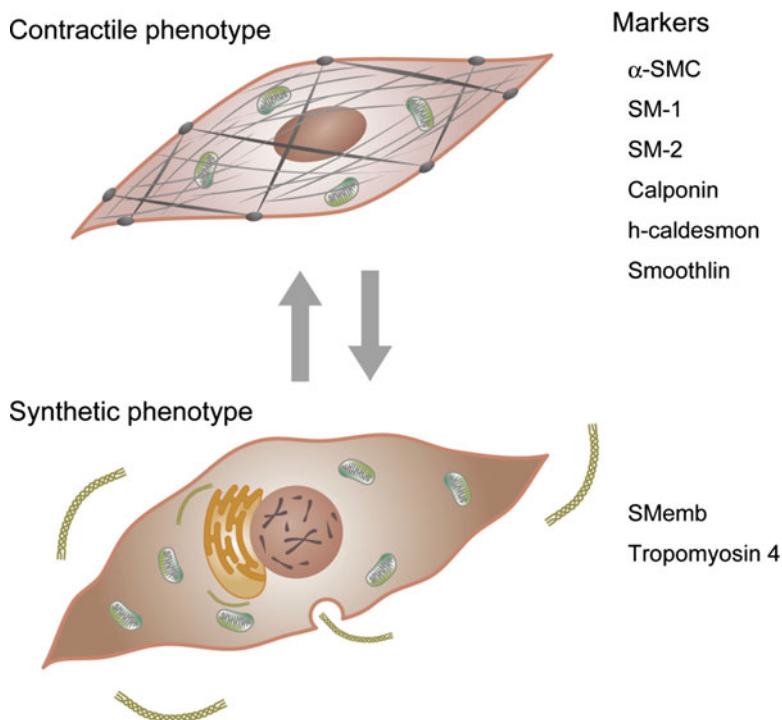 Contractile phenotype
Markers
α-SMC
SM-1
SM-2
Calponin
h-caldesmon
Smoothlin
Synthetic phenotype
SMemb
Tropomyosin 4